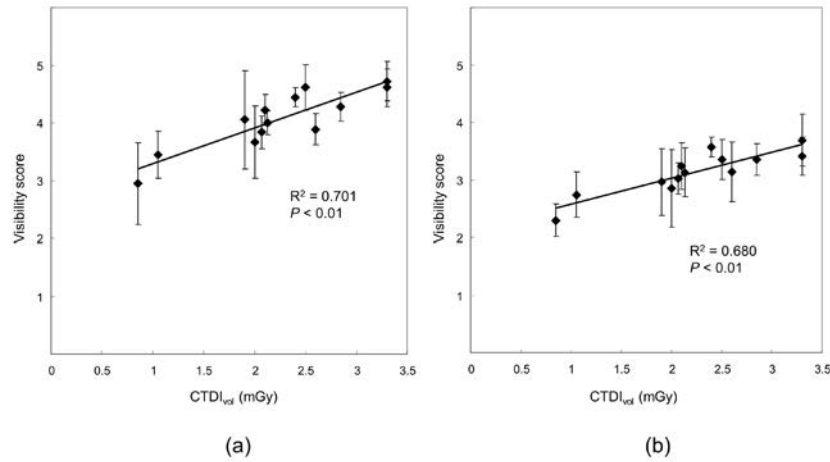 5
4
3
2
1
0
0.5
1
1.5
2
2.5
3
3.5
Visibility score
CTDIvol (mGy)
R² = 0.701
P < 0.01
(a)
5
4
3
2
1
0
0.5
1
1.5
2
2.5
3
3.5
Visibility score
CTDIvol (mGy)
R² = 0.680
P < 0.01
(b)